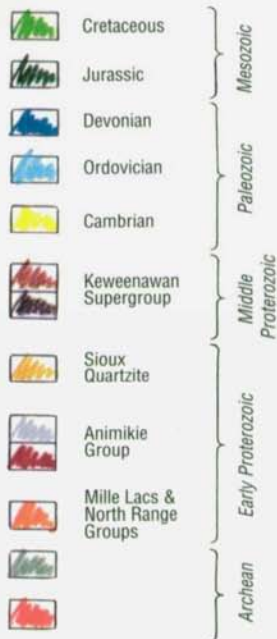 Cretaceous
Jurassic
Mesozoic
Devonian
Ordovician
Cambrian
Paleozoic
Keweenawan
Supergroup
Middle
Proterozoic
Sioux
Quartzite
Animikie
Group
Mille Lacs &
North Range
Groups
Early Proterozoic
Archean